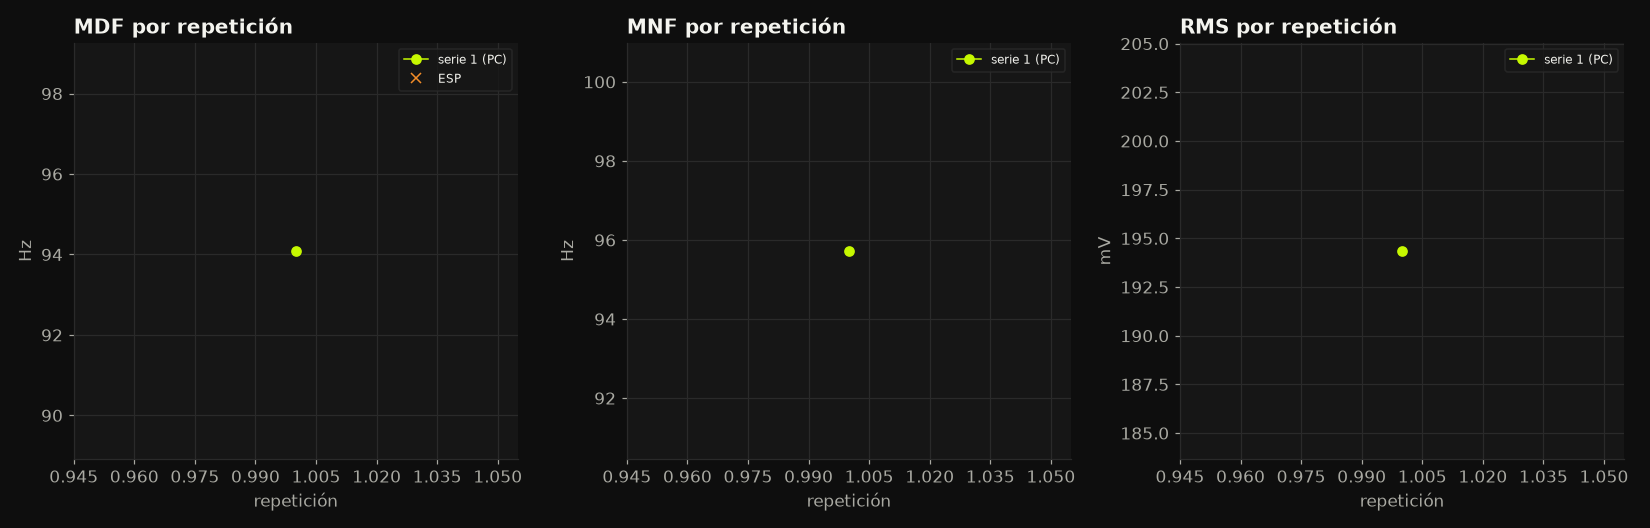 MDF por repetición
serie 1 (PC)
ESP
98
96
94
92
90
Hz
0.945 0.960 0.975 0.990 1.005 1.020 1.035 1.050
repetición
MNF por repetición
serie 1 (PC)
100
98
96
94
92
Hz
0.945 0.960 0.975 0.990 1.005 1.020 1.035 1.050
repetición
RMS por repetición
serie 1 (PC)
205.0
202.5
200.0
197.5
195.0
192.5
190.0
187.5
185.0
mV
0.945 0.960 0.975 0.990 1.005 1.020 1.035 1.050
repetición